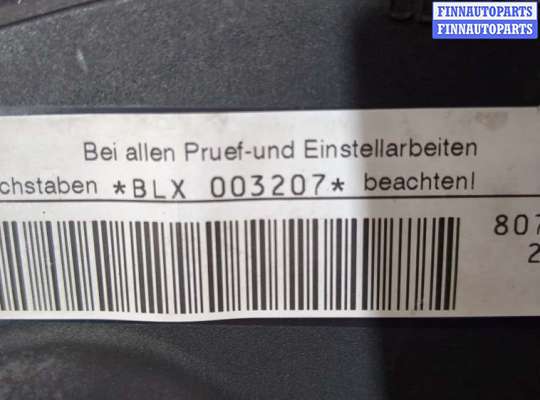 FINNAUTOPARTS
FINNAUTOPARTS
Bei allen Pruef-und Einstellarbeiten
chstaben *BLX 003207* beachten!
807
2